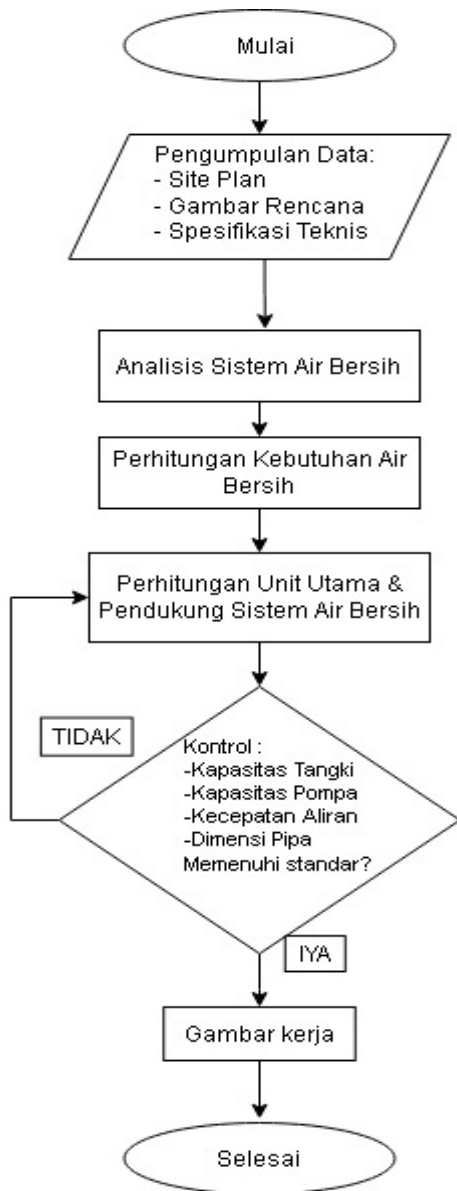 Mulai
Pengumpulan Data:
- Site Plan
- Gambar Rencana
- Spesifikasi Teknis
Analisis Sistem Air Bersih
Perhitungan Kebutuhan Air
Bersih
Perhitungan Unit Utama &
Pendukung Sistem Air Bersih
TIDAK
Kontrol :
-Kapasitas Tangki
-Kapasitas Pompa
-Kecepatan Aliran
-Dimensi Pipa
Memenuhi standar?
IYA
Gambar kerja
Selesai